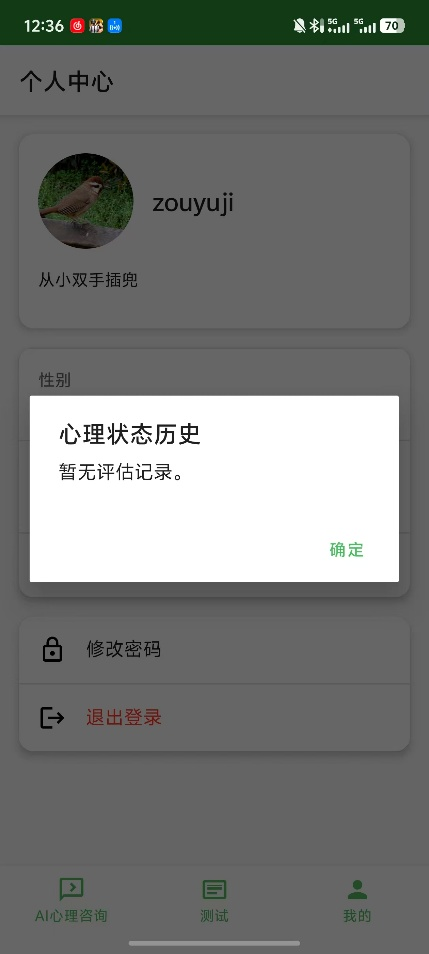 12:36
5G
5G
70
个人中心
zouyuji
从小双手插兜
性别
心理状态历史
暂无评估记录。
确定
修改密码
退出登录
AI心理咨询
测试
我的